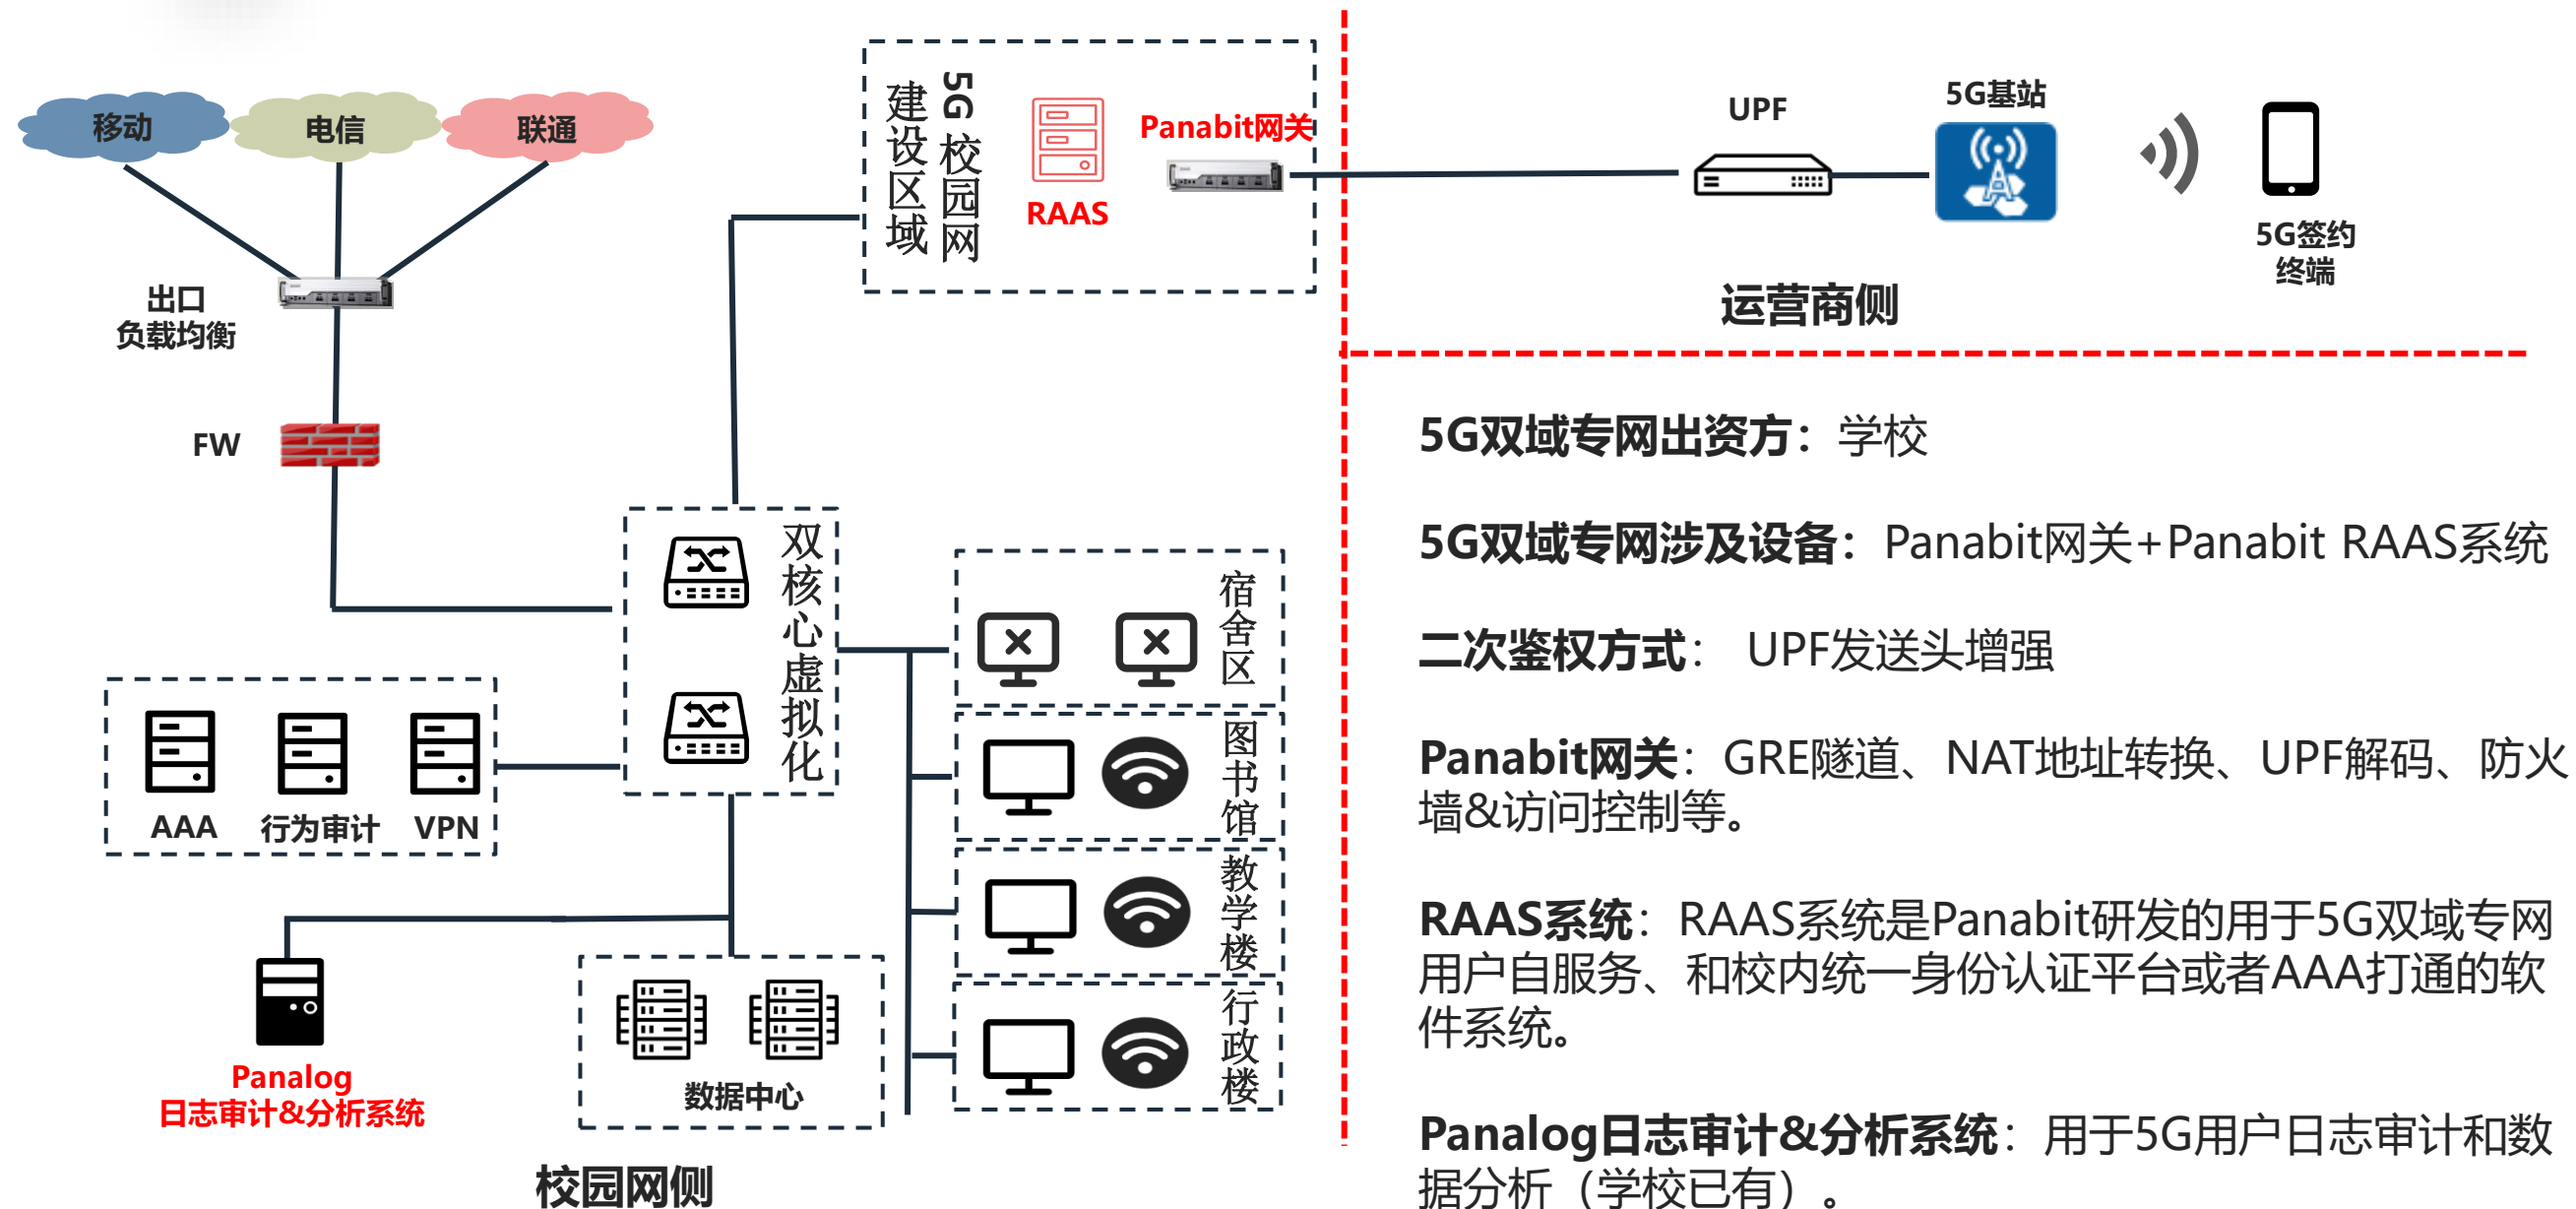 移动
电信
联通
出口
负载均衡
FW
5G校园网
建设区域
RAAS
Panabit网关
UPF
5G基站
5G签约
终端
运营商侧
双核心虚拟化
AAA
行为审计
VPN
宿舍区
图书馆
教学楼
行政楼
Panalog
日志审计&分析系统
数据中心
校园网侧
5G双域专网出资方：学校
5G双域专网涉及设备：Panabit网关+Panabit RAAS系统
二次鉴权方式： UPF发送头增强
Panabit网关：GRE隧道、NAT地址转换、UPF解码、防火
墙&访问控制等。
RAAS系统：RAAS系统是Panabit研发的用于5G双域专网
用户自服务、和校内统一身份认证平台或者AAA打通的软
件系统。
Panalog日志审计&分析系统：用于5G用户日志审计和数
据分析（学校已有）。